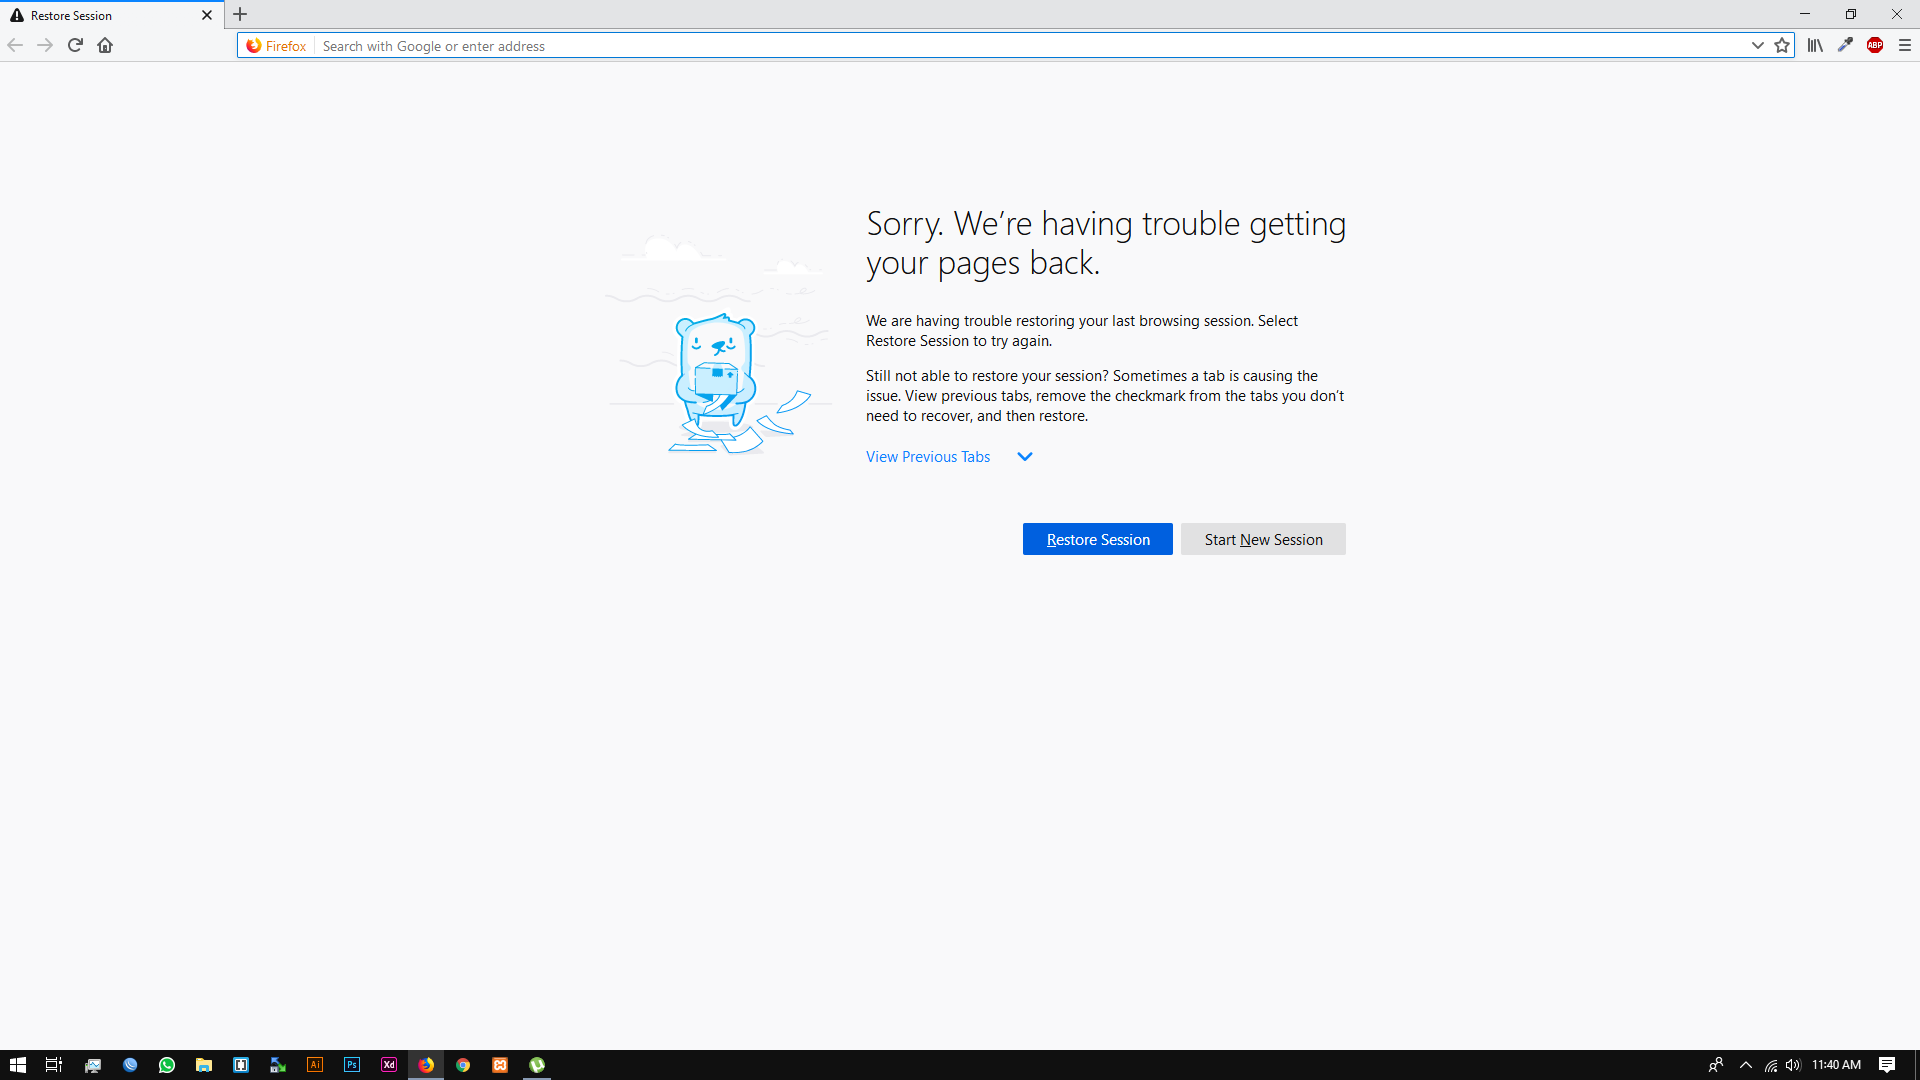 Restore Session
Firefox
Search with Google or enter address
ABP
Sorry. We’re having trouble getting
your pages back.
We are having trouble restoring your last browsing session. Select
Restore Session to try again.
Still not able to restore your session? Sometimes a tab is causing the
issue. View previous tabs, remove the checkmark from the tabs you don’t
need to recover, and then restore.
View Previous Tabs
Restore Session
Start New Session
Ai
Ps
Xd
11:40 AM